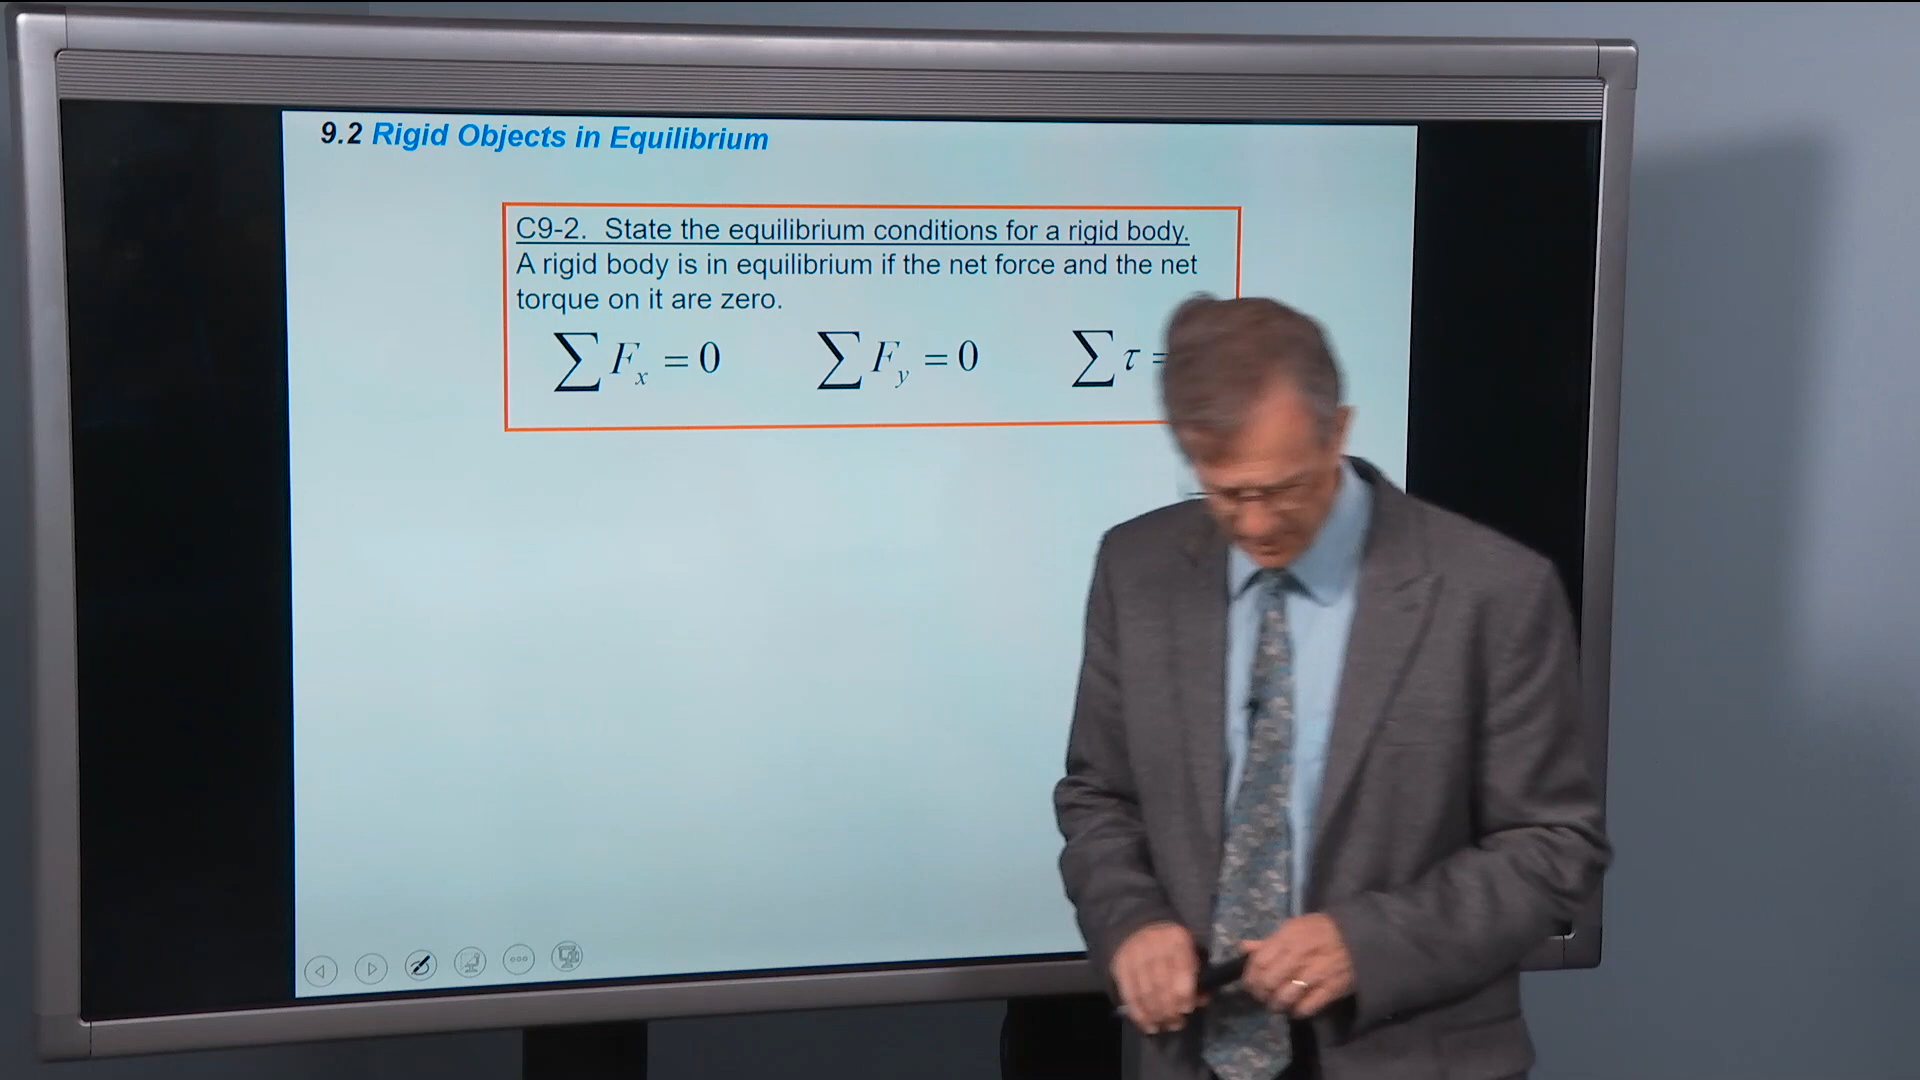 9.2 Rigid Objects in Equilibrium
C9-2. State the equilibrium conditions for a rigid body.
A rigid body is in equilibrium if the net force and the net
torque on it are zero.
∑ Fₓ = 0 ∑ F_y = 0 ∑ τ =